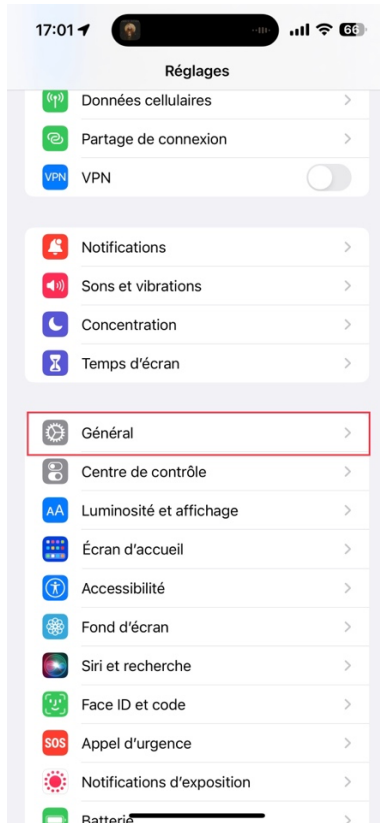 17:01
66
Réglages
Données cellulaires
Partage de connexion
VPN VPN
Notifications
Sons et vibrations
Concentration
Temps d'écran
Général
Centre de contrôle
AA Luminosité et affichage
Écran d'accueil
Accessibilité
Fond d'écran
Siri et recherche
Face ID et code
SOS Appel d'urgence
Notifications d'exposition
Batterie